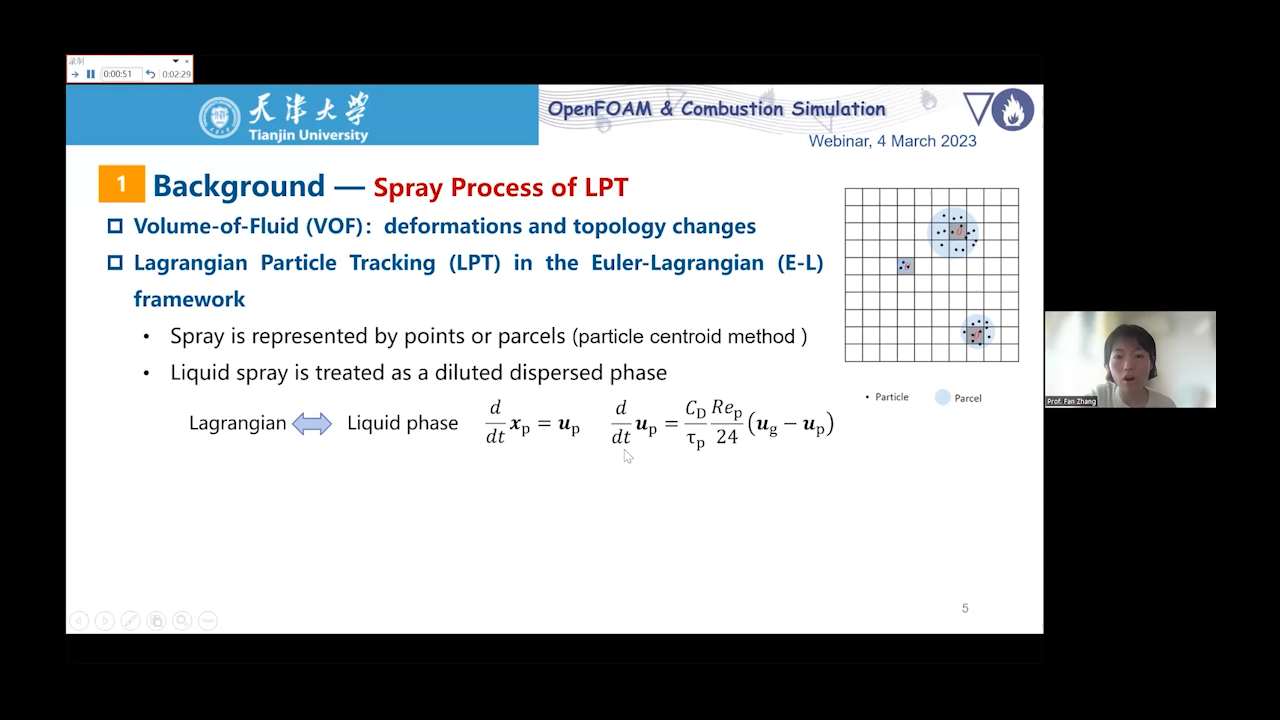 录制
0:00:51 0:02:29
天津大学
Tianjin University
OpenFOAM & Combustion Simulation
Webinar, 4 March 2023
1 Background — Spray Process of LPT
Volume-of-Fluid (VOF)：deformations and topology changes
Lagrangian Particle Tracking (LPT) in the Euler-Lagrangian (E-L)
framework
• Spray is represented by points or parcels (particle centroid method )
• Liquid spray is treated as a diluted dispersed phase
Lagrangian Liquid phase d/dt x_p = u_p d/dt u_p = C_D/τ_p Re_p/24 (u_g − u_p)
d
d
Particle Parcel
Prof. Fan Zhang
5